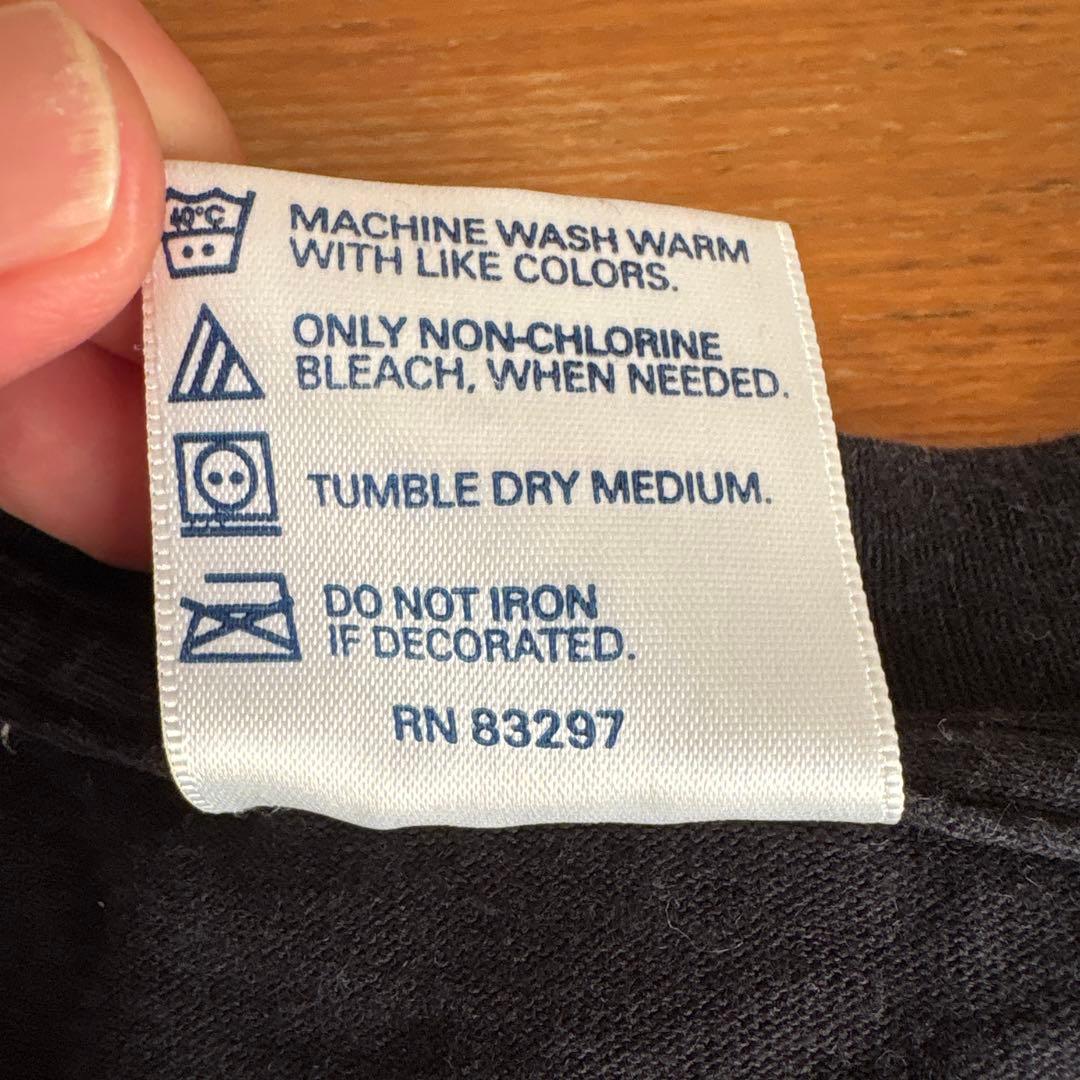 40°C
MACHINE WASH WARM
WITH LIKE COLORS.
ONLY NON-CHLORINE
BLEACH, WHEN NEEDED.
TUMBLE DRY MEDIUM.
DO NOT IRON
IF DECORATED.
RN 83297